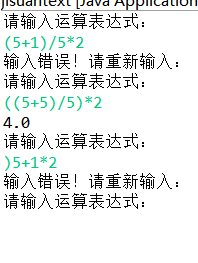 jisuantext [Java Application
请输入运算表达式：
(5+1)/5*2
输入错误！请重新输入：
请输入运算表达式：
((5+5)/5)*2
4.0
请输入运算表达式：
)5+1*2
输入错误！请重新输入：
请输入运算表达式：